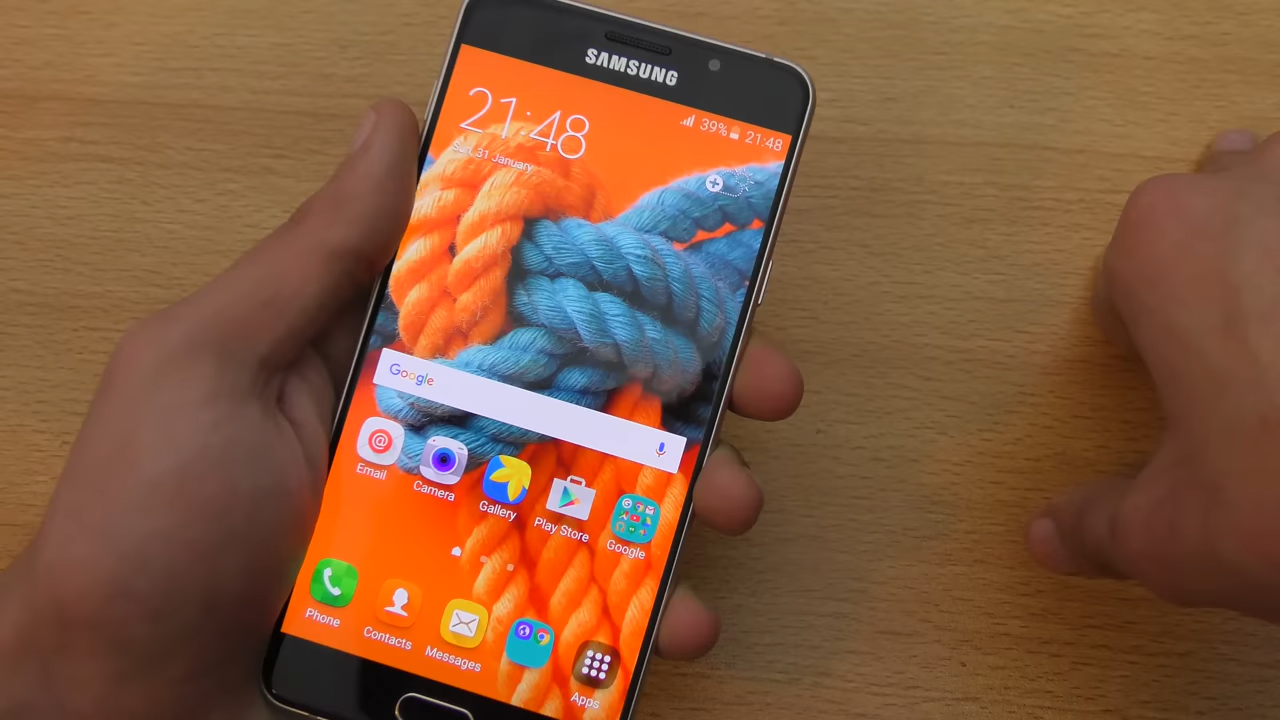 SAMSUNG
39% 21:48
21:48
Sun, 31 January
Google
Email
Camera
Gallery
Play Store
Google
Phone
Contacts
Messages
Apps